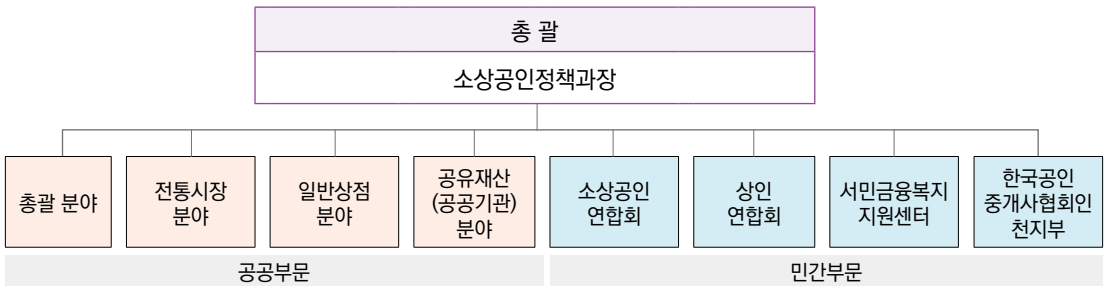 총 괄
소상공인정책과장
총괄 분야
전통시장
분야
일반상점
분야
공유재산
(공공기관)
분야
소상공인
연합회
상인
연합회
서민금융복지
지원센터
한국공인
중개사협회인
천지부
공공부문
민간부문